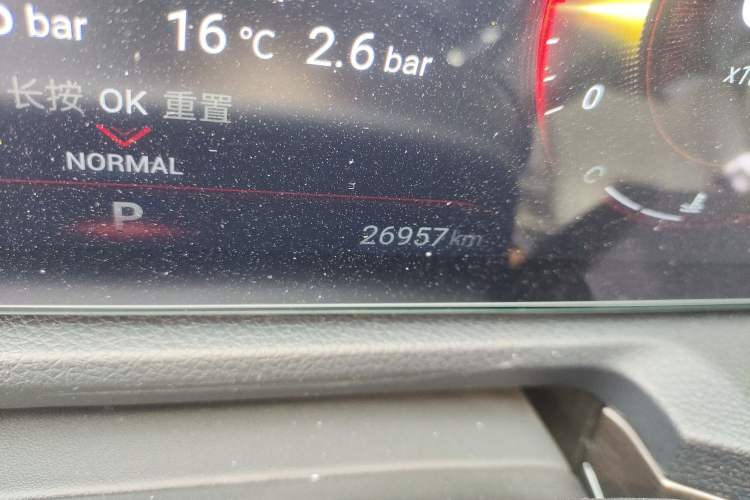 bar 16 °C 2.6 bar
长按 OK 重置
NORMAL
P
26957 km
0
C